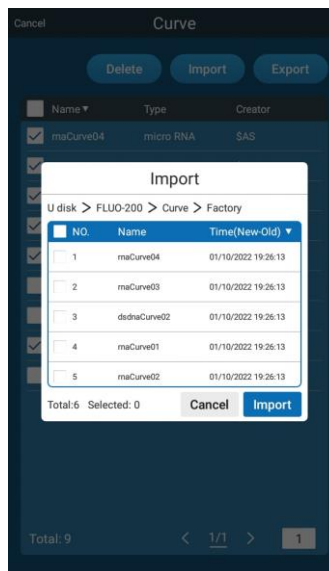 Cancel Curve
Delete Import Export
Name▼ Type Creator
rnaCurve04 micro RNA SAS
Import
U disk > FLUO-200 > Curve > Factory
NO. Name Time(New-Old) ▼
1 rnaCurve04 01/10/2022 19:26:13
2 rnaCurve03 01/10/2022 19:26:13
3 dsdnaCurve02 01/10/2022 19:26:13
4 rnaCurve01 01/10/2022 19:26:13
5 rnaCurve02 01/10/2022 19:26:13
Total:6 Selected: 0 Cancel Import
Total: 9 < 1/1 > 1